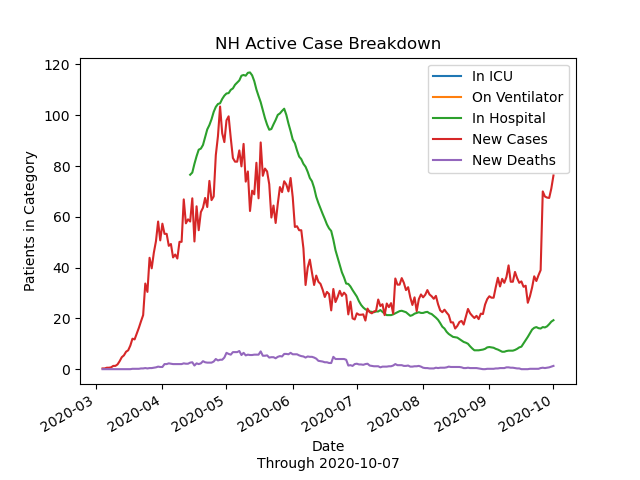 NH Active Case Breakdown
In ICU
On Ventilator
In Hospital
New Cases
New Deaths
Patients in Category
120
100
80
60
40
20
0
2020-03
2020-04
2020-05
2020-06
2020-07
2020-08
2020-09
2020-10
Date
Through 2020-10-07